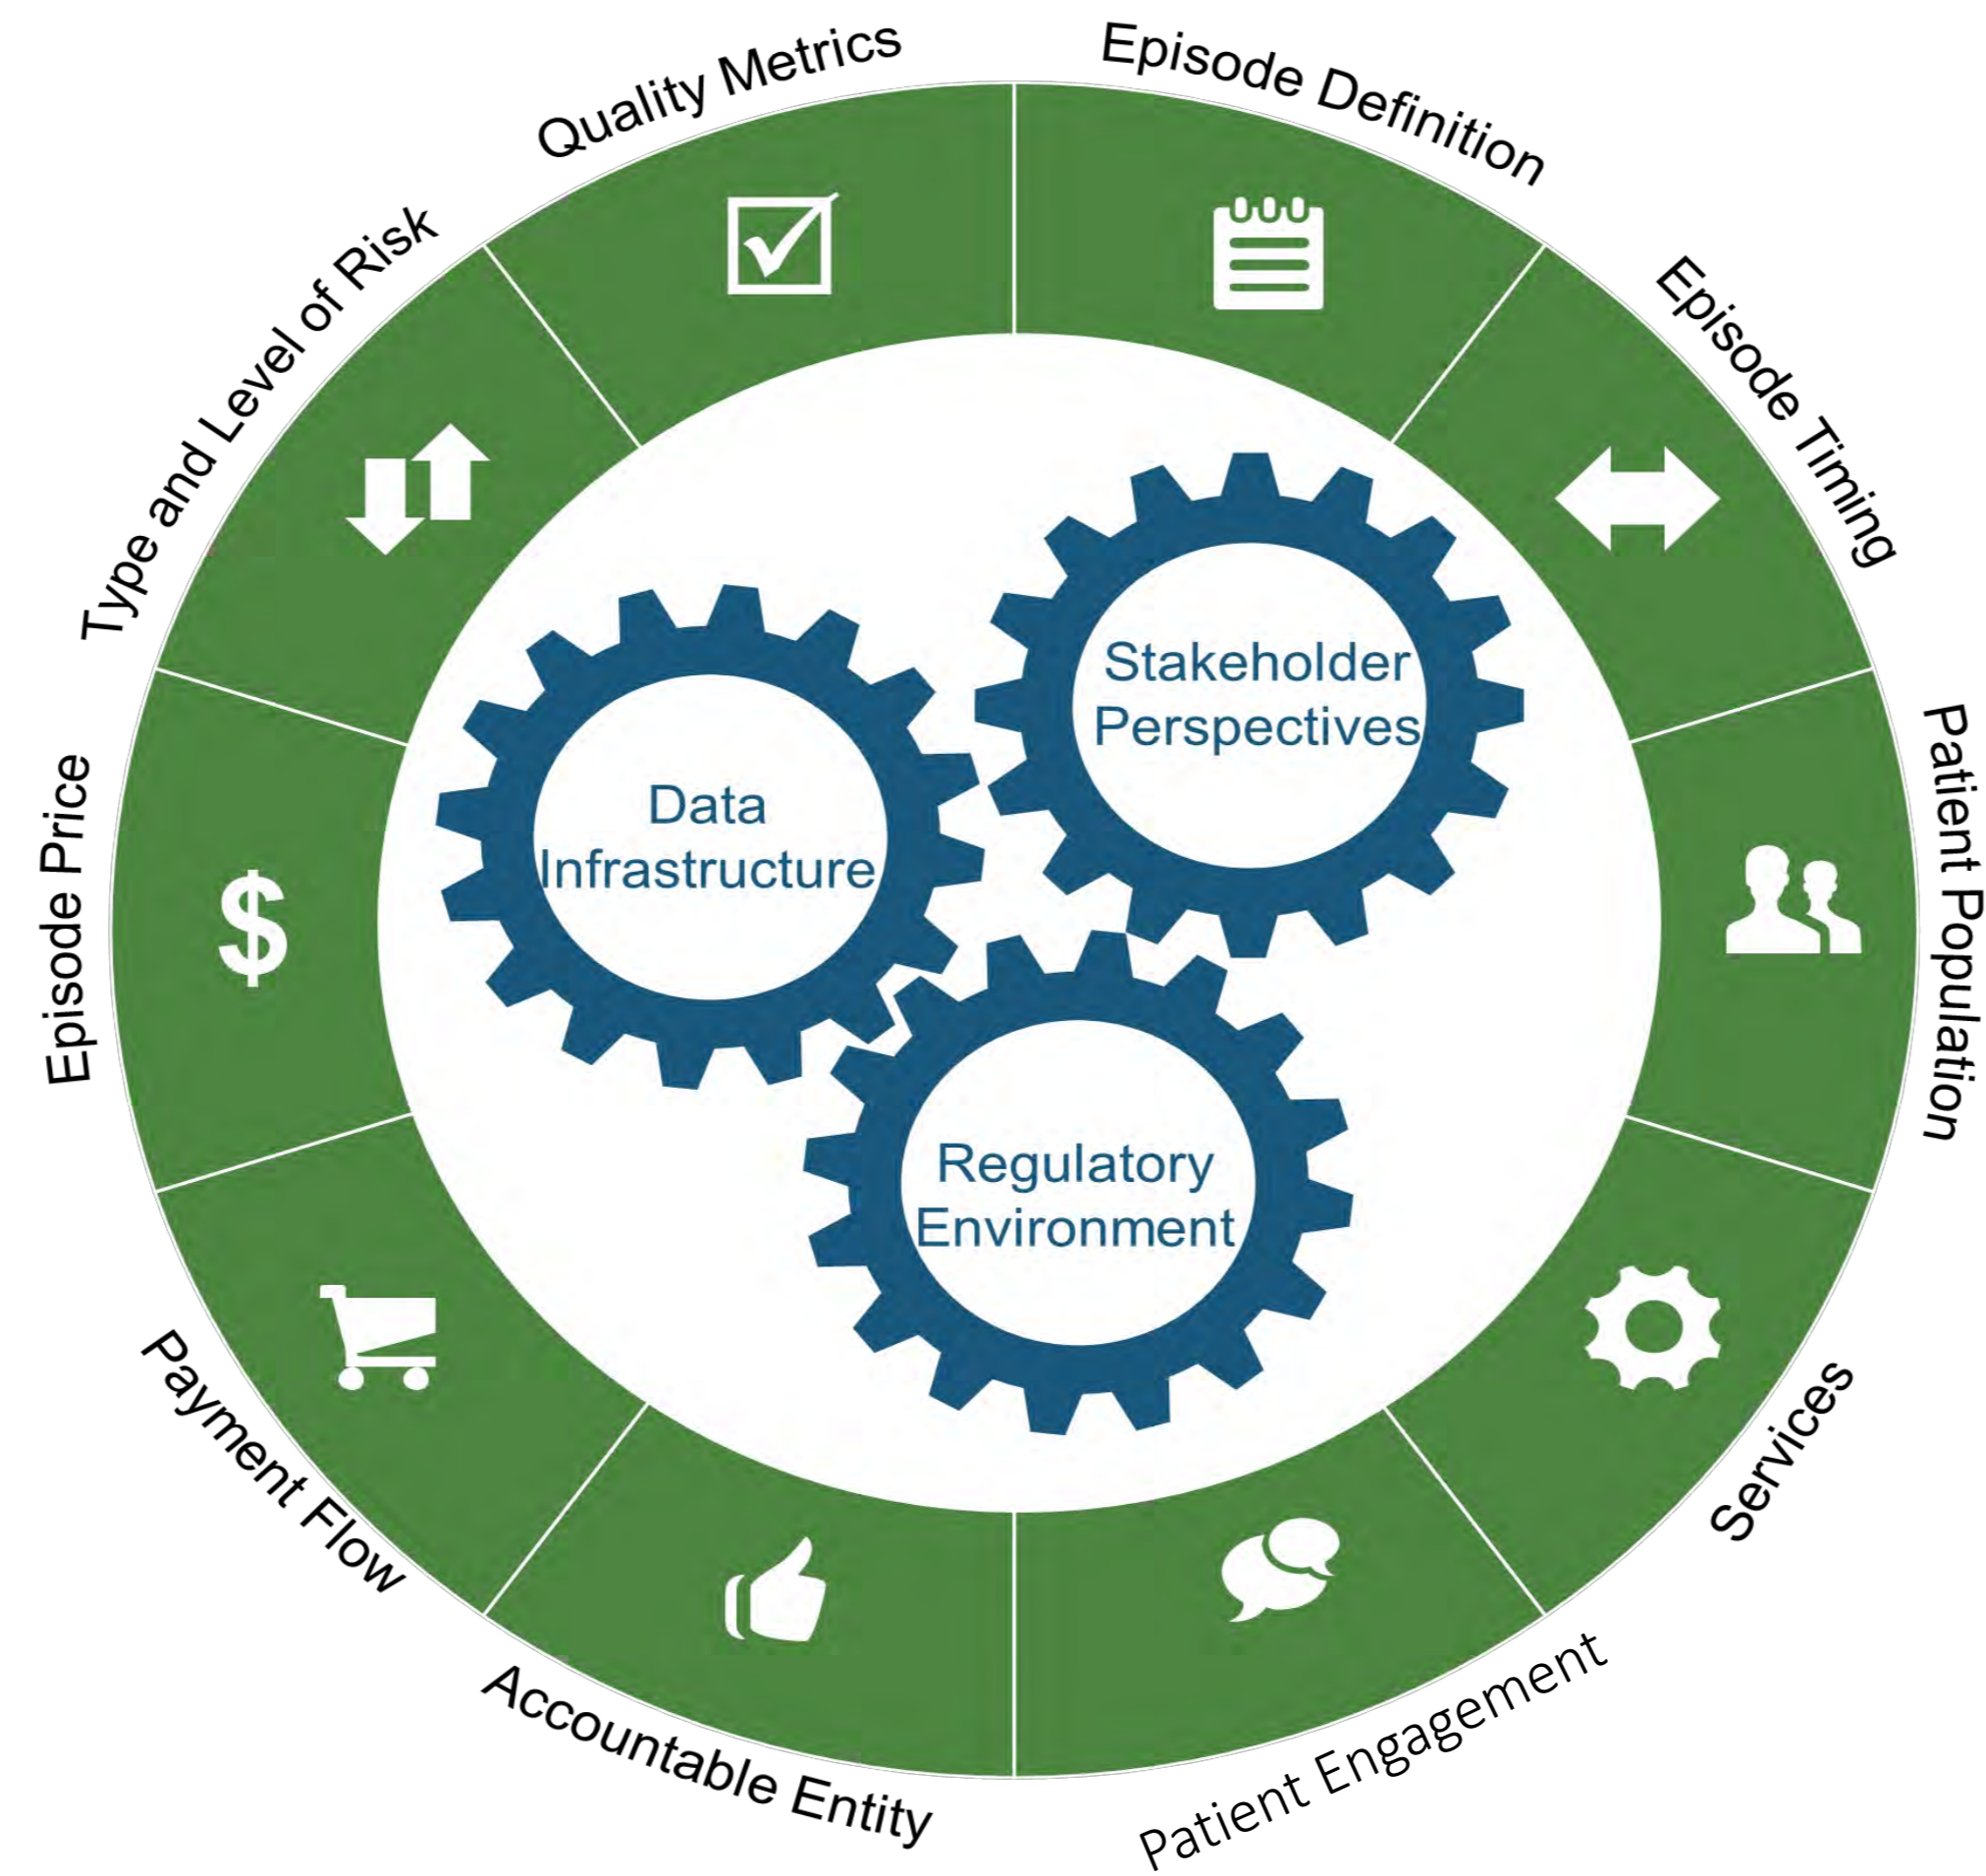 Episode Definition
Episode Timing
Patient Population
Services
Patient Engagement
Accountable Entity
Payment Flow
Episode Price
$
Type and Level of Risk
Quality Metrics
Stakeholder
Perspectives
Data
Infrastructure
Regulatory
Environment